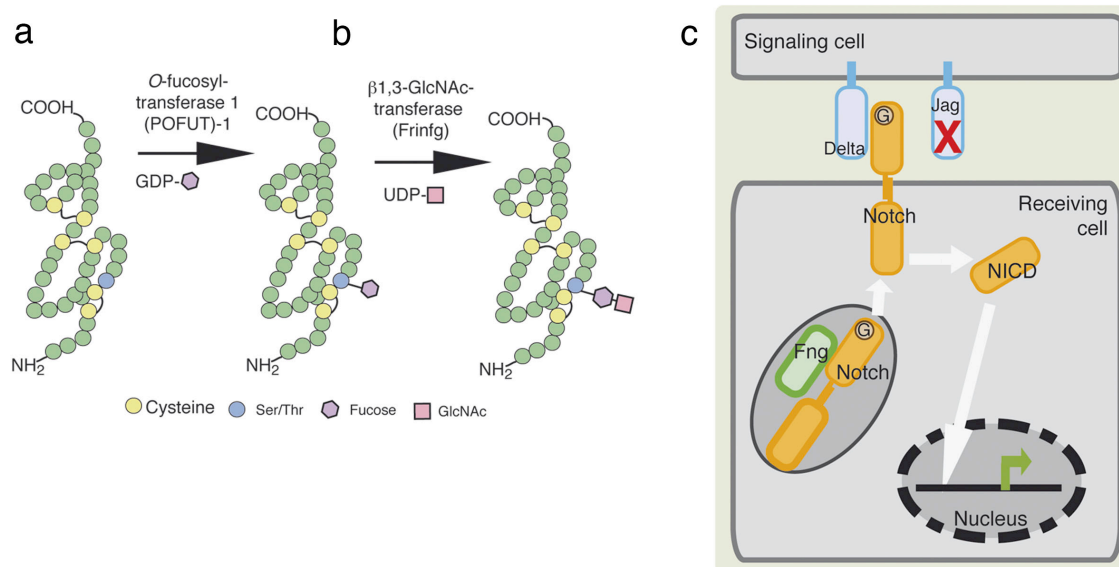 a
b
c
O-fucosyl-
transferase 1
(POFUT)-1
GDP-
COOH
NH2
β1,3-GlcNAc-
transferase
(Frinfg)
UDP-
COOH
NH2
COOH
NH2
Cysteine
Ser/Thr
Fucose
GlcNAc
Signaling cell
Jag
X
G
Delta
Notch
Receiving
cell
NICD
G
Fng
Notch
Nucleus